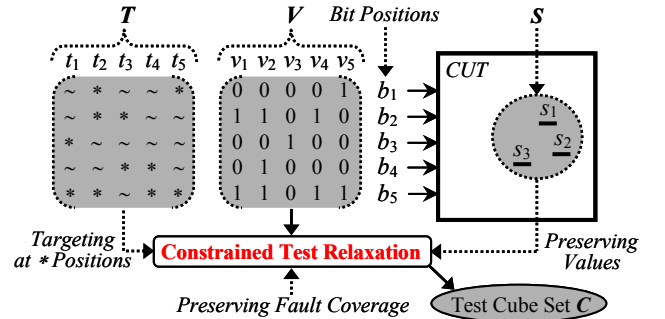 T V Bit Positions S
t1 t2 t3 t4 t5 v1 v2 v3 v4 v5 CUT
~ * ~ ~ * 0 0 0 0 1 b1 s1
~ * * ~ ~ 1 1 0 1 0 b2
* ~ ~ ~ ~ 0 0 1 0 0 b3 s3 s2
~ ~ * * ~ 0 1 0 0 0 b4
* * ~ * * 1 1 0 1 1 b5
Targeting
at * Positions
Constrained Test Relaxation
Preserving
Values
Preserving Fault Coverage
Test Cube Set C